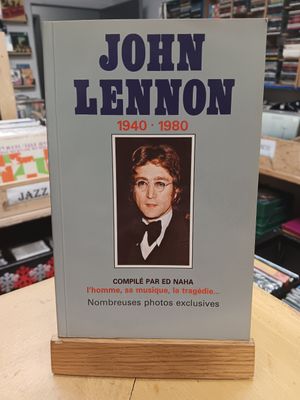 JOHN
LENNON
1940 · 1980
COMPILÉ PAR ED NAHA
l'homme, sa musique, la tragédie...
Nombreuses photos exclusives
JAZZ